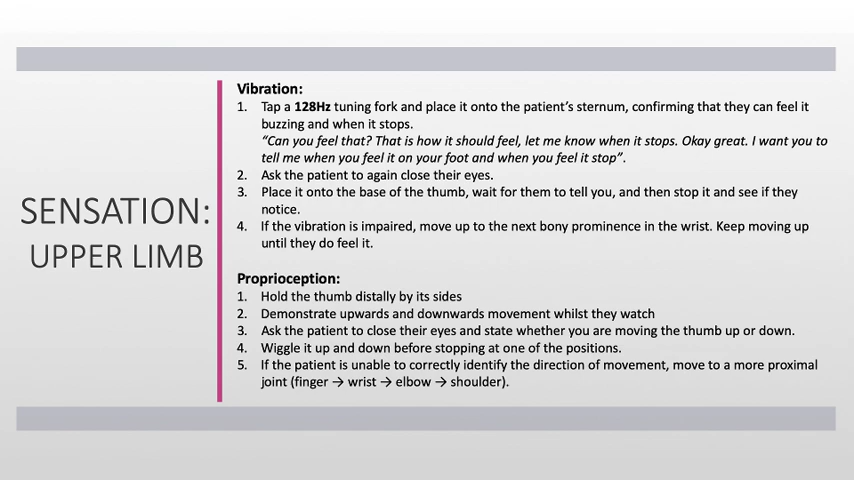 SENSATION:
UPPER LIMB
Vibration:
1. Tap a 128Hz tuning fork and place it onto the patient's sternum, confirming that they can feel it
buzzing and when it stops.
"Can you feel that? That is how it should feel, let me know when it stops. Okay great. I want you to
tell me when you feel it on your foot and when you feel it stop".
2. Ask the patient to again close their eyes.
3. Place it onto the base of the thumb, wait for them to tell you, and then stop it and see if they
notice.
4. If the vibration is impaired, move up to the next bony prominence in the wrist. Keep moving up
until they do feel it.
Proprioception:
1. Hold the thumb distally by its sides
2. Demonstrate upwards and downwards movement whilst they watch
3. Ask the patient to close their eyes and state whether you are moving the thumb up or down.
4. Wiggle it up and down before stopping at one of the positions.
5. If the patient is unable to correctly identify the direction of movement, move to a more proximal
joint (finger → wrist → elbow → shoulder).